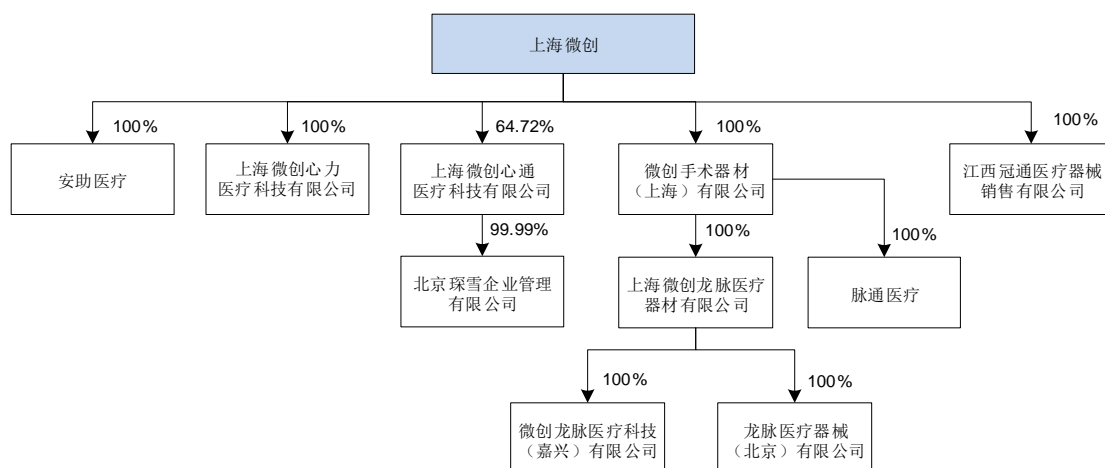 上海微创
100%
100%
64.72%
100%
100%
安助医疗
上海微创心力
医疗科技有限公司
上海微创心通
医疗科技有限公司
微创手术器材
（上海）有限公司
江西冠通医疗器械
销售有限公司
99.99%
100%
100%
北京琛雪企业管理
有限公司
上海微创龙脉医疗
器材有限公司
脉通医疗
100%
100%
微创龙脉医疗科技
（嘉兴）有限公司
龙脉医疗器械
（北京）有限公司